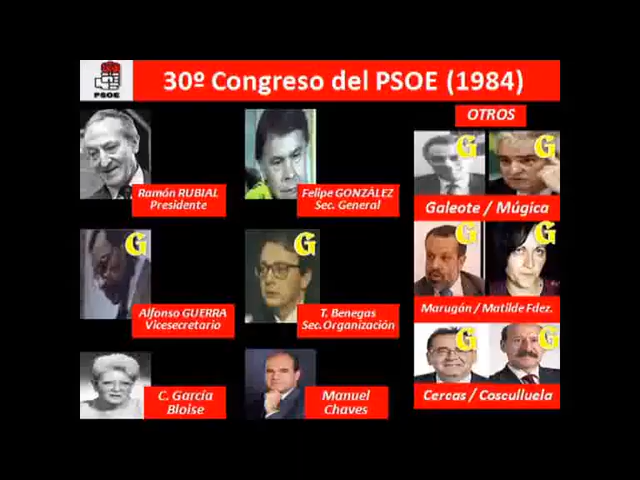 PSOE
30º Congreso del PSOE (1984)
OTROS
G
G
Galeote / Múgica
Ramón RUBIAL
Presidente
Felipe GONZÁLEZ
Sec. General
G
G
Marugán / Matilde Fdez.
G
Alfonso GUERRA
Vicesecretario
G
T. Benegas
Sec. Organización
G
G
Cercas / Cosculluela
C. García
Bloise
Manuel
Chaves